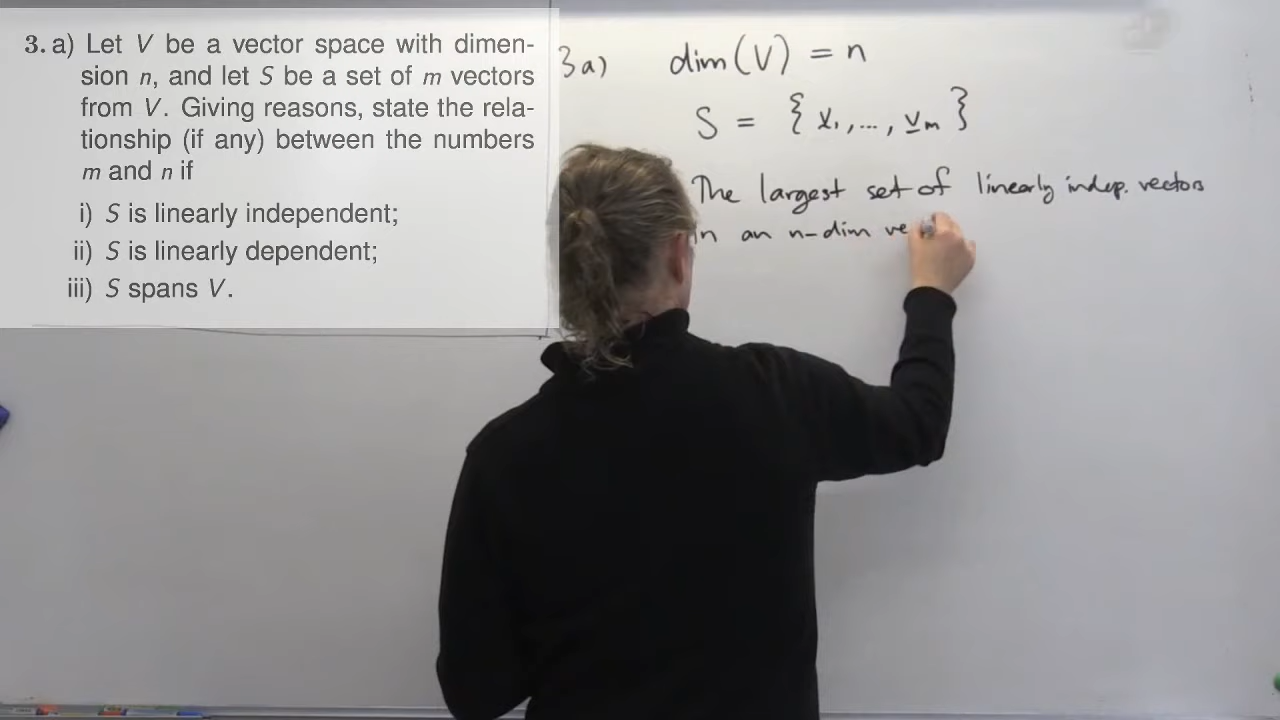 3. a) Let V be a vector space with dimen-
sion n, and let S be a set of m vectors
from V. Giving reasons, state the rela-
tionship (if any) between the numbers
m and n if
i) S is linearly independent;
ii) S is linearly dependent;
iii) S spans V.
3a) dim(V) = n
S = { v1, ..., vm }
The largest set of linearly indep. vectors
in an n-dim ve